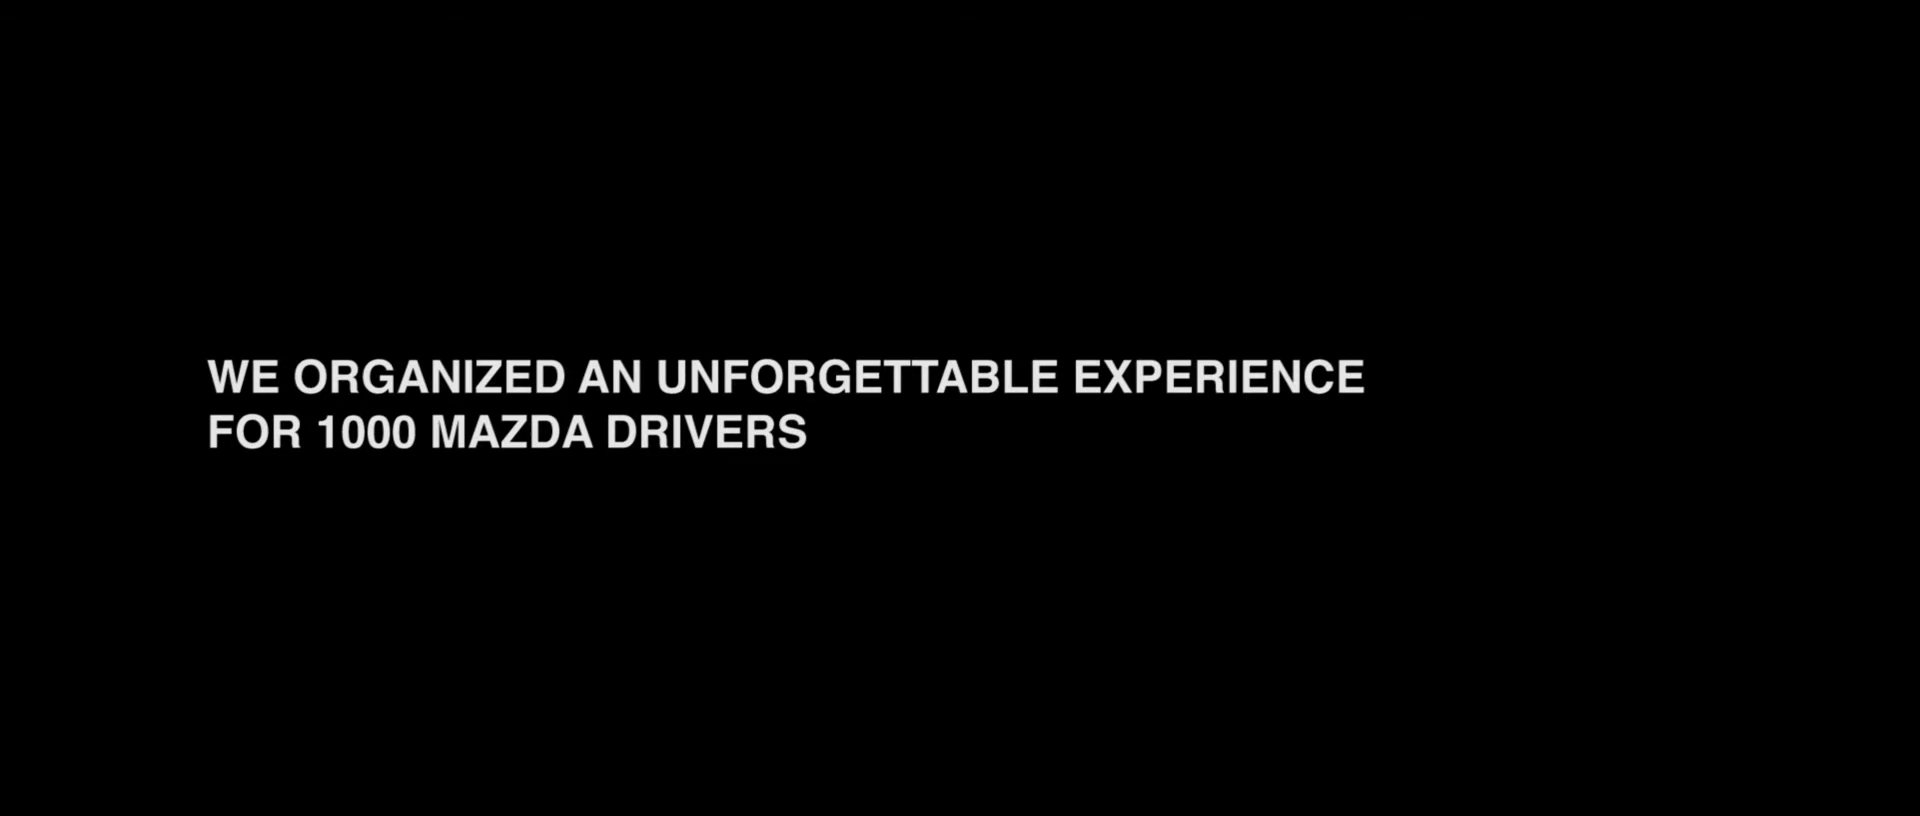 WE ORGANIZED AN UNFORGETTABLE EXPERIENCE
FOR 1000 MAZDA DRIVERS